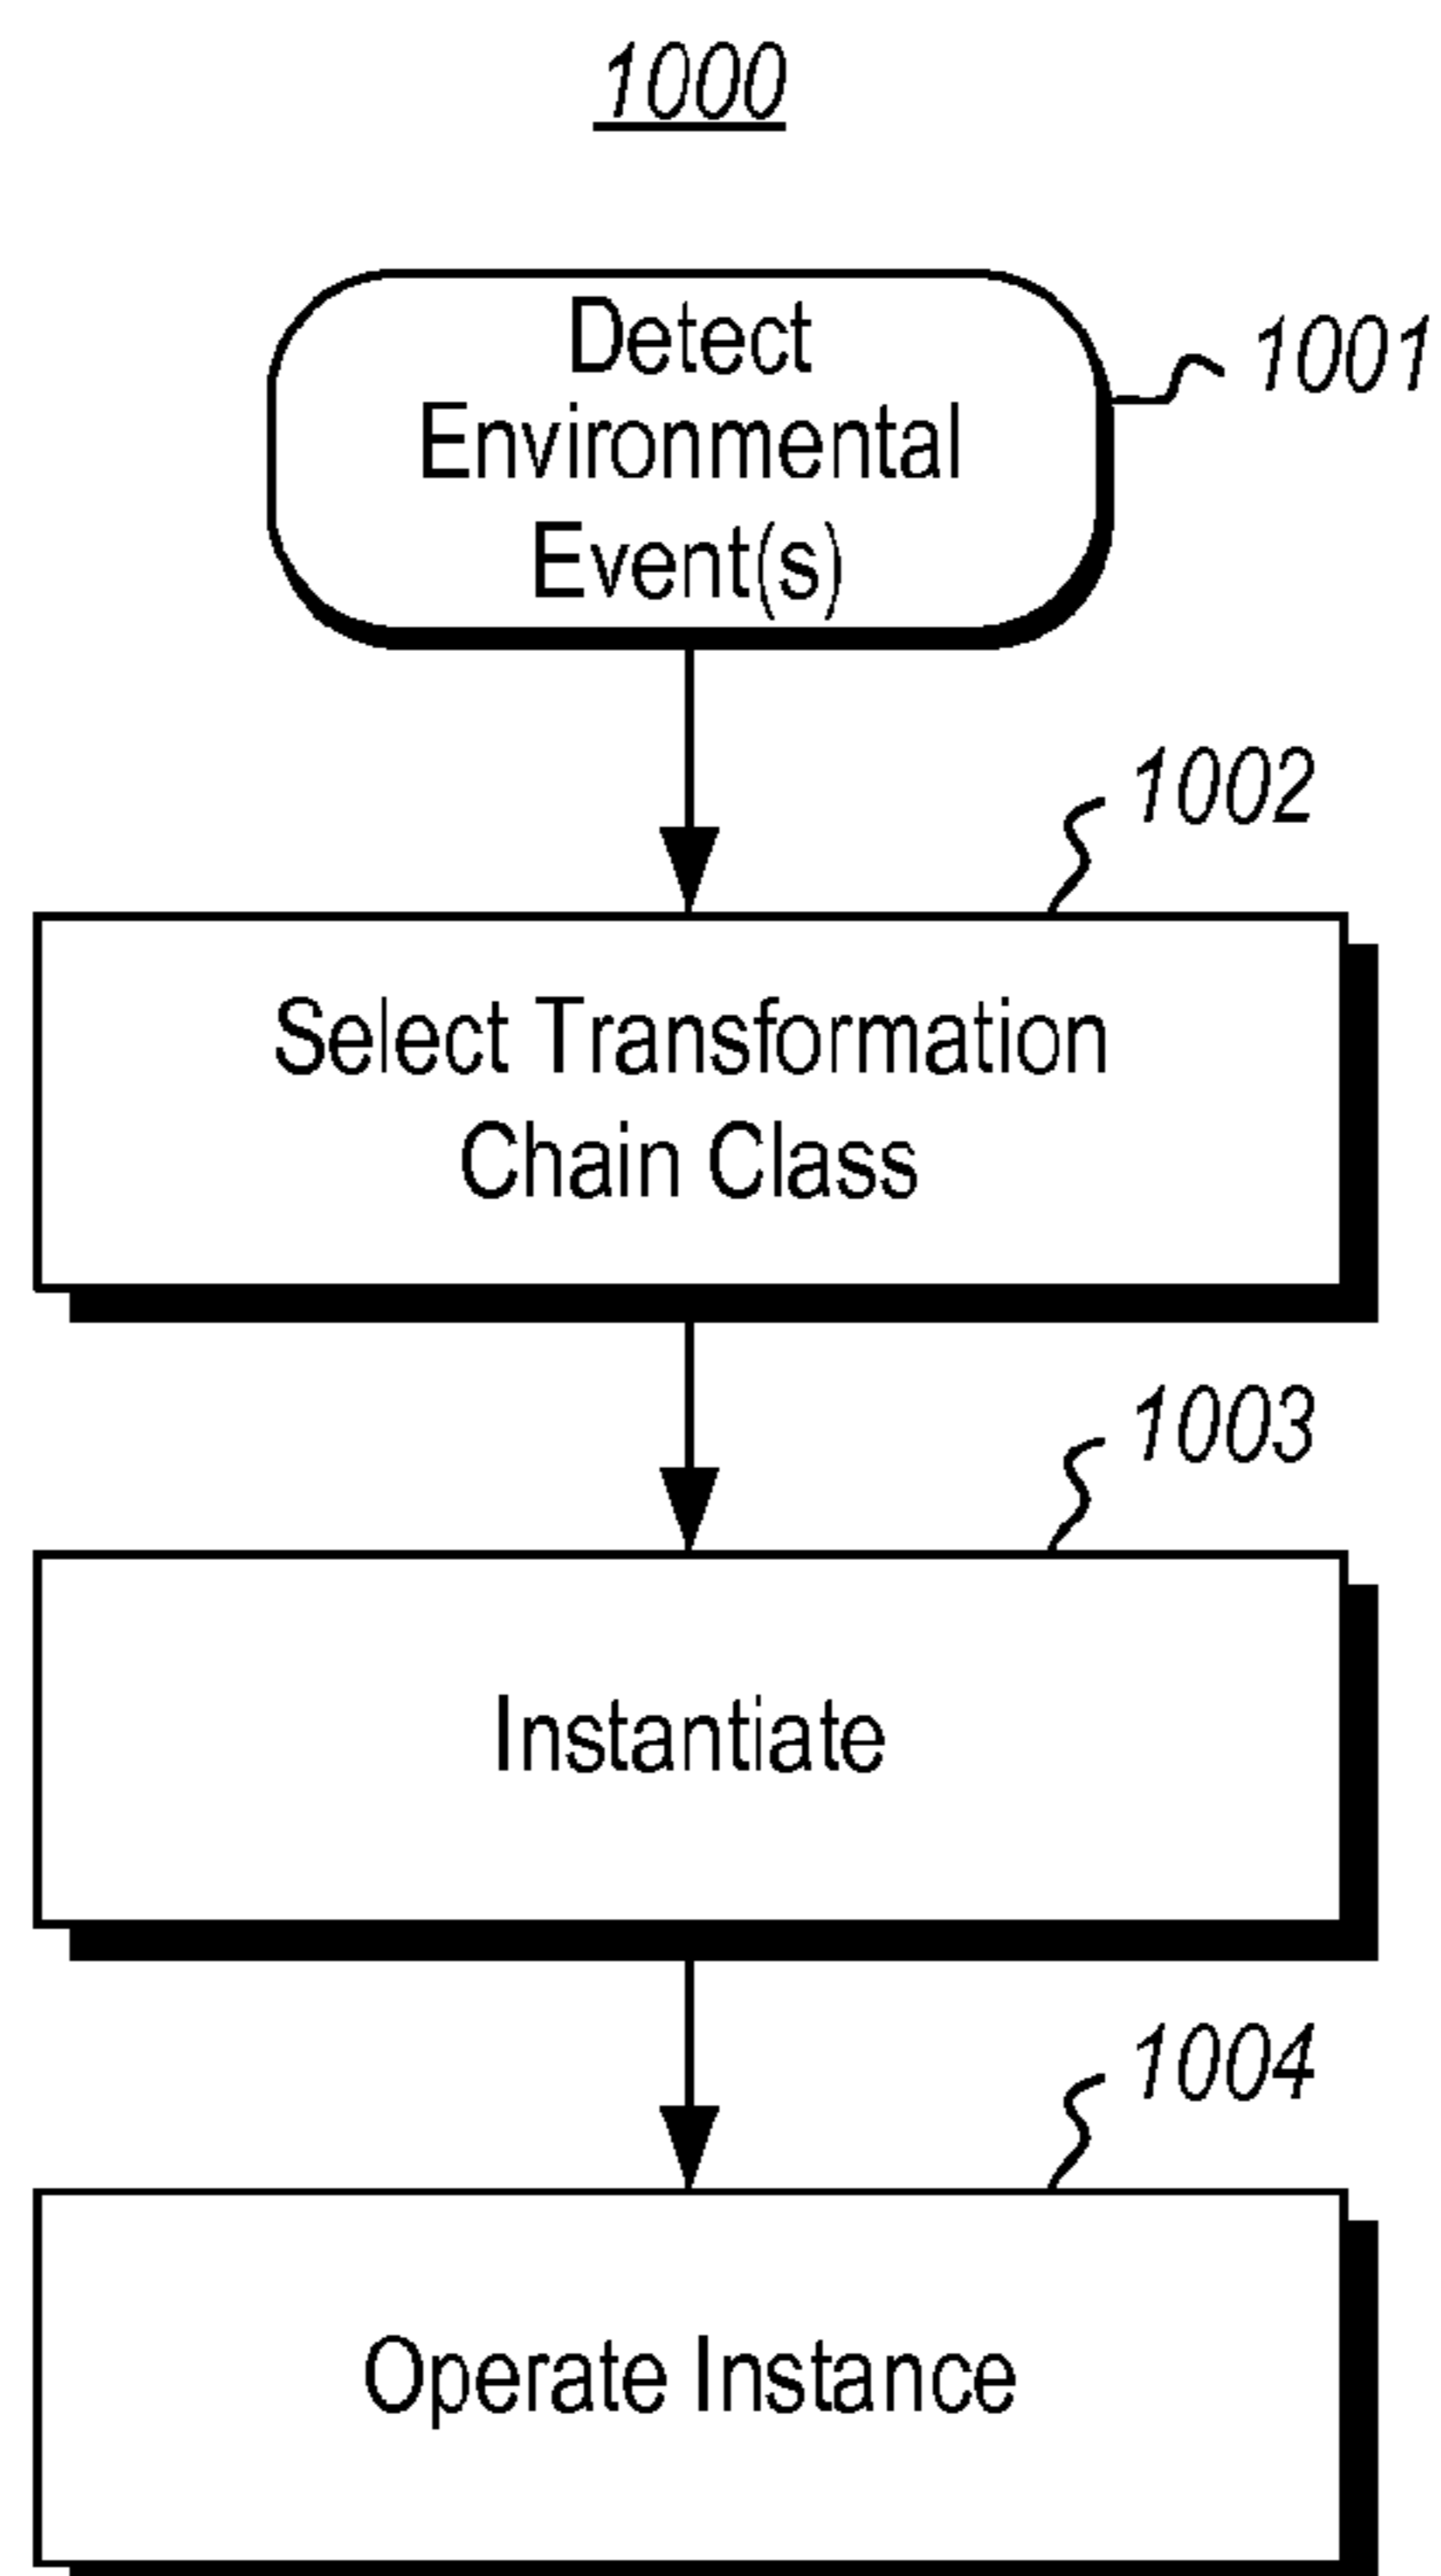 1000
Detect
Environmental
Event(s)
1001
1002
Select Transformation
Chain Class
1003
Instantiate
1004
Operate Instance